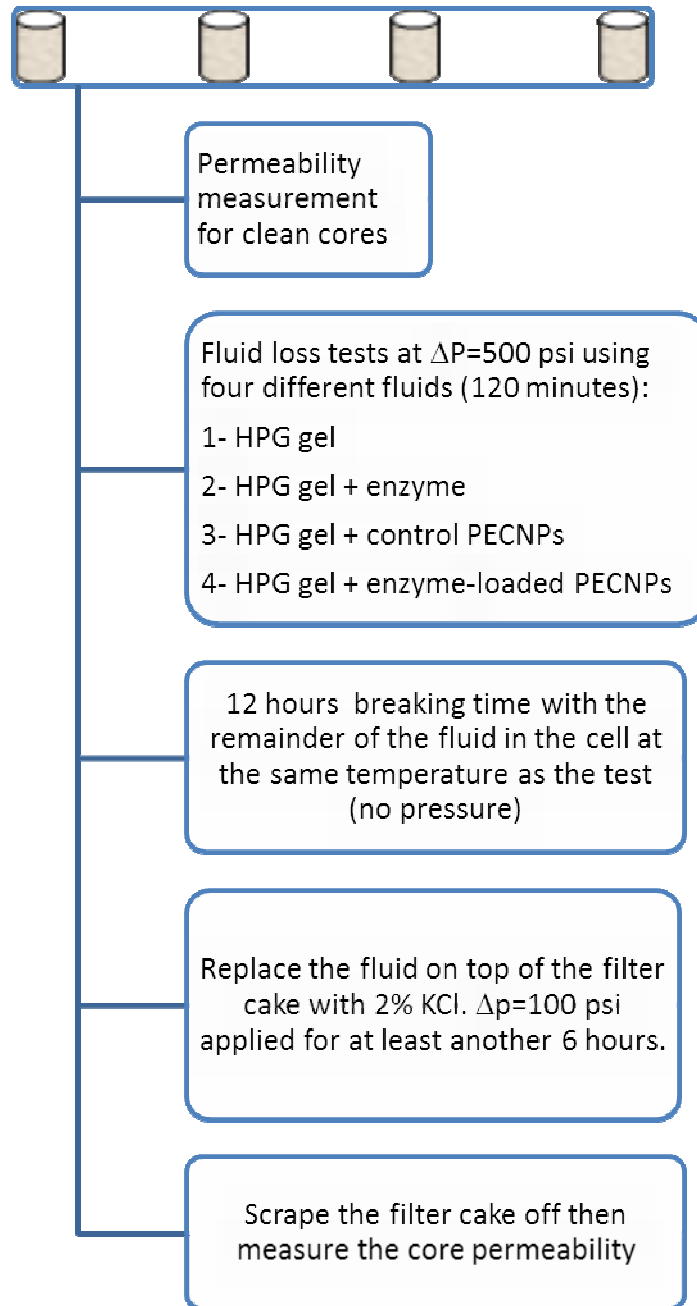 Permeability
measurement
for clean cores
Fluid loss tests at ΔP=500 psi using
four different fluids (120 minutes):
1- HPG gel
2- HPG gel + enzyme
3- HPG gel + control PECNPs
4- HPG gel + enzyme-loaded PECNPs
12 hours breaking time with the
remainder of the fluid in the cell at
the same temperature as the test
(no pressure)
Replace the fluid on top of the filter
cake with 2% KCl. Δp=100 psi
applied for at least another 6 hours.
Scrape the filter cake off then
measure the core permeability